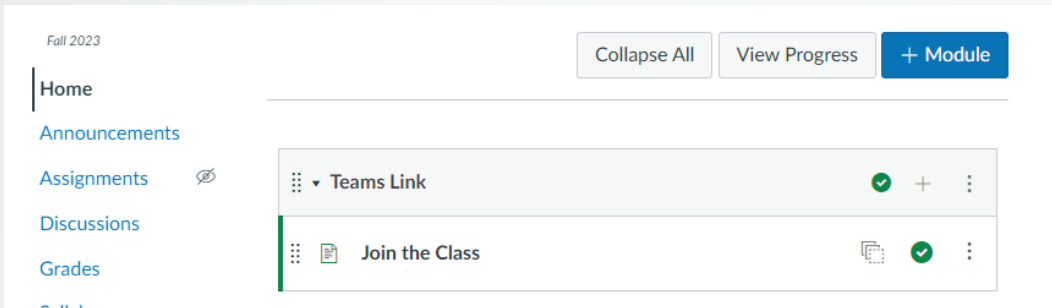 Fall 2023
Collapse All
View Progress
+ Module
Home
Announcements
Assignments
Teams Link
Discussions
Join the Class
Grades